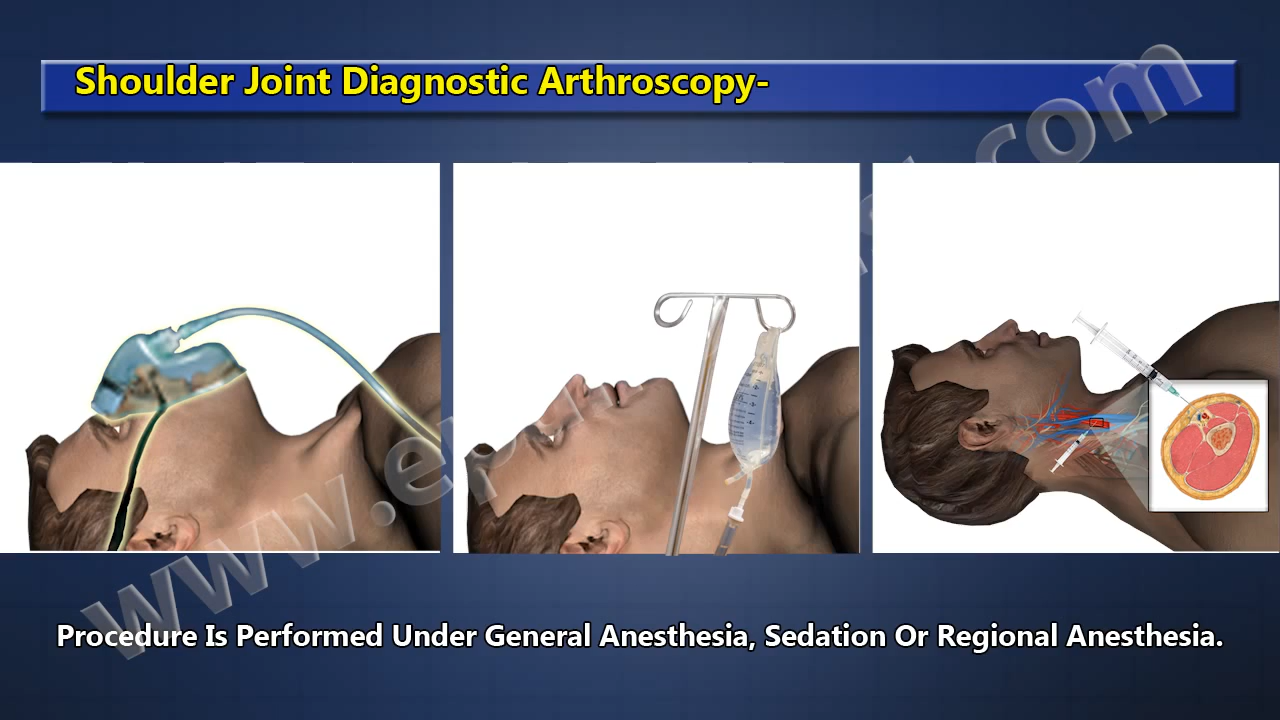 Shoulder Joint Diagnostic Arthroscopy-
Procedure Is Performed Under General Anesthesia, Sedation Or Regional Anesthesia.